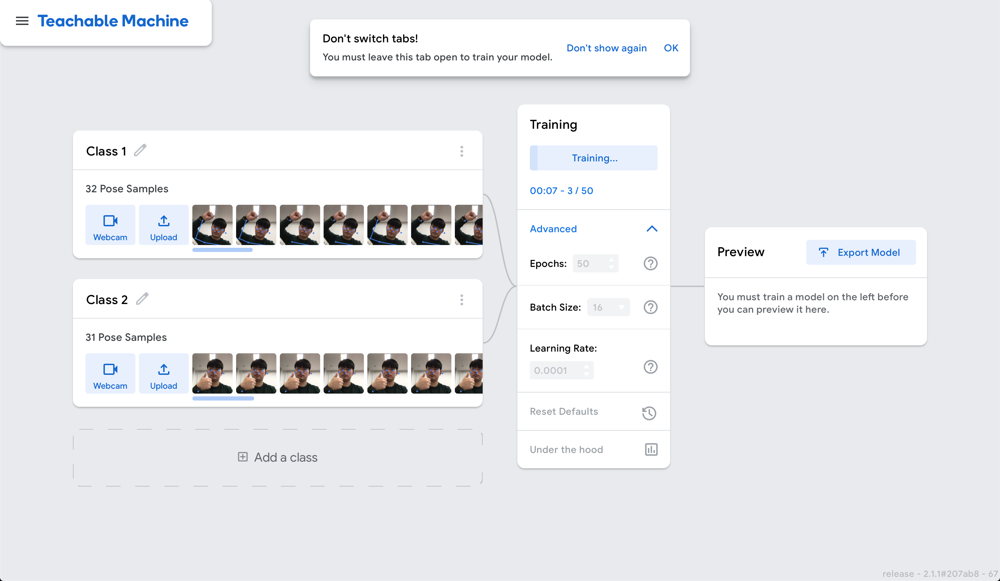 Teachable Machine
Don't switch tabs!
You must leave this tab open to train your model.
Don't show again
OK
Class 1
32 Pose Samples
Webcam
Upload
Class 2
31 Pose Samples
Webcam
Upload
Add a class
Training
Training...
00:07 - 3 / 50
Advanced
Epochs: 50
Batch Size: 16
Learning Rate:
0.0001
Reset Defaults
Under the hood
Preview
Export Model
You must train a model on the left before
you can preview it here.
release - 2.1.1#207ab8 - 67